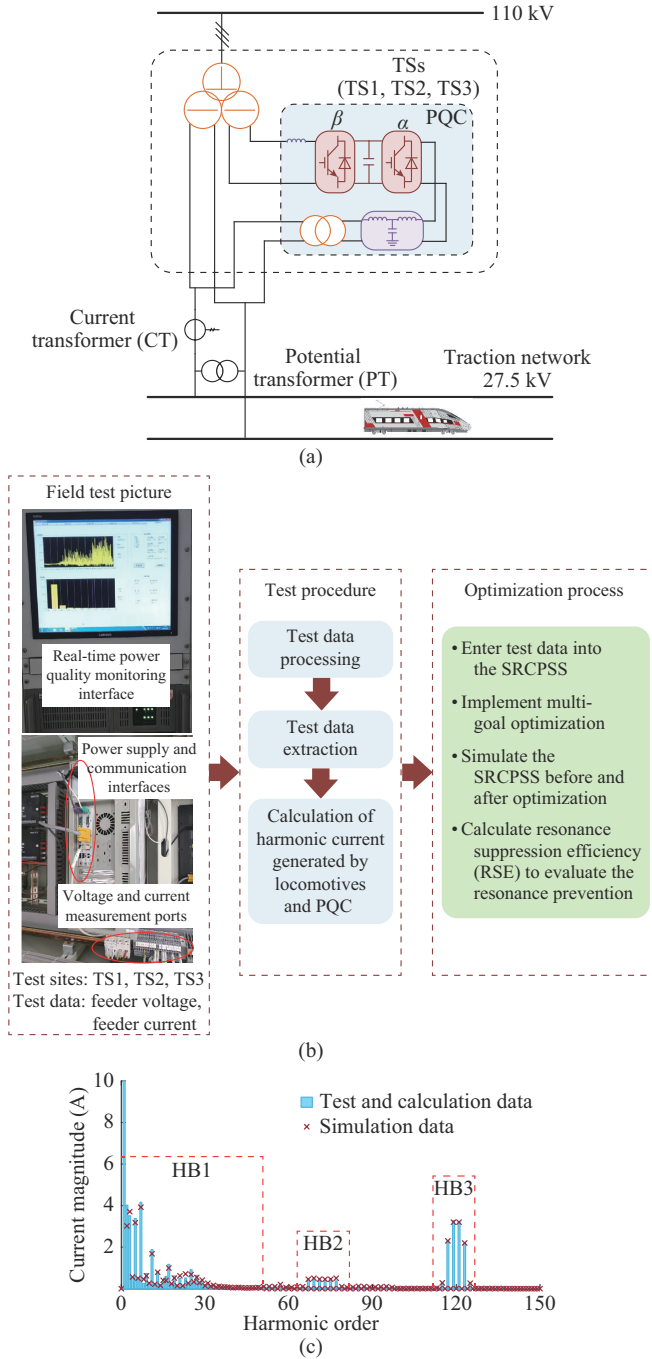 110 kV
TSs
(TS1, TS2, TS3)
PQC
β
α
Current
transformer (CT)
Potential
transformer (PT)
Traction network
27.5 kV
(a)
Field test picture
Real-time power
quality monitoring
interface
Power supply and
communication
interfaces
Voltage and current
measurement ports
Test sites: TS1, TS2, TS3
Test data: feeder voltage,
feeder current
Test procedure
Test data
processing
Test data
extraction
Calculation of
harmonic current
generated by
locomotives
and PQC
Optimization process
• Enter test data into
the SRCPSS
• Implement multi-
goal optimization
• Simulate the
SRCPSS before and
after optimization
• Calculate resonance
suppression efficiency
(RSE) to evaluate the
resonance prevention
(b)
Current magnitude (A)
10
8
6
4
2
Test and calculation data
Simulation data
HB1
HB2
HB3
0 30 60 90 120 150
Harmonic order
(c)